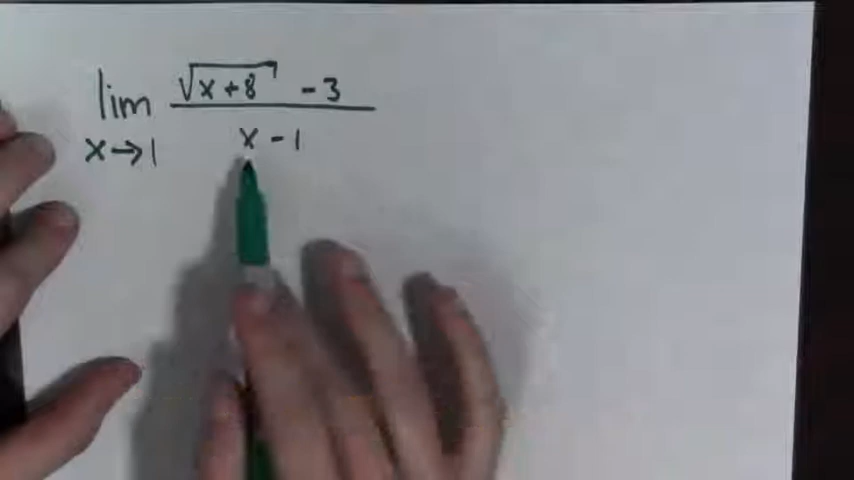 lim √(x+8) - 3
x→1 x - 1